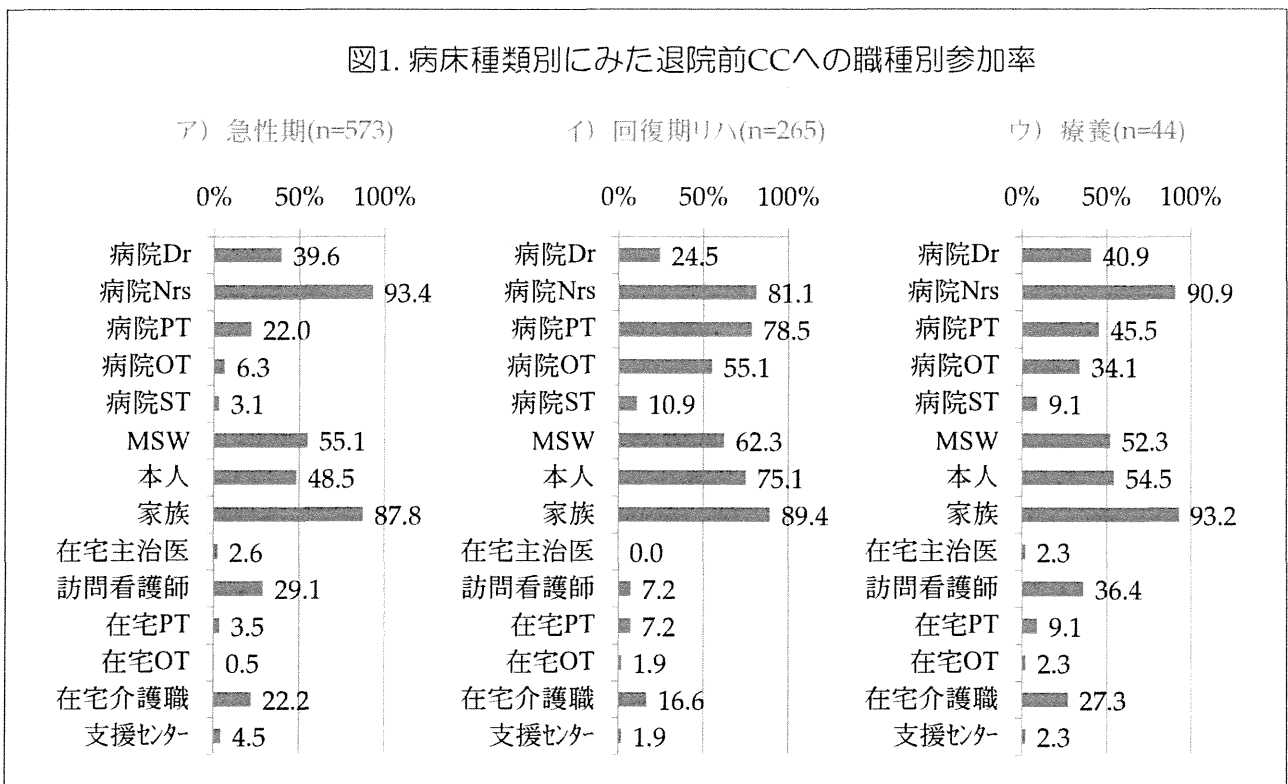 図1. 病床種類別にみた退院前CCへの職種別参加率
ア) 急性期(n=573)
0% 50% 100%
病院Dr 39.6
病院Nrs 93.4
病院PT 22.0
病院OT 6.3
病院ST 3.1
MSW 55.1
本人 48.5
家族 87.8
在宅主治医 2.6
訪問看護師 29.1
在宅PT 3.5
在宅OT 0.5
在宅介護職 22.2
支援センター 4.5
イ) 回復期リハ(n=265)
0% 50% 100%
病院Dr 24.5
病院Nrs 81.1
病院PT 78.5
病院OT 55.1
病院ST 10.9
MSW 62.3
本人 75.1
家族 89.4
在宅主治医 0.0
訪問看護師 7.2
在宅PT 7.2
在宅OT 1.9
在宅介護職 16.6
支援センター 1.9
ウ) 療養(n=44)
0% 50% 100%
病院Dr 40.9
病院Nrs 90.9
病院PT 45.5
病院OT 34.1
病院ST 9.1
MSW 52.3
本人 54.5
家族 93.2
在宅主治医 2.3
訪問看護師 36.4
在宅PT 9.1
在宅OT 2.3
在宅介護職 27.3
支援センター 2.3